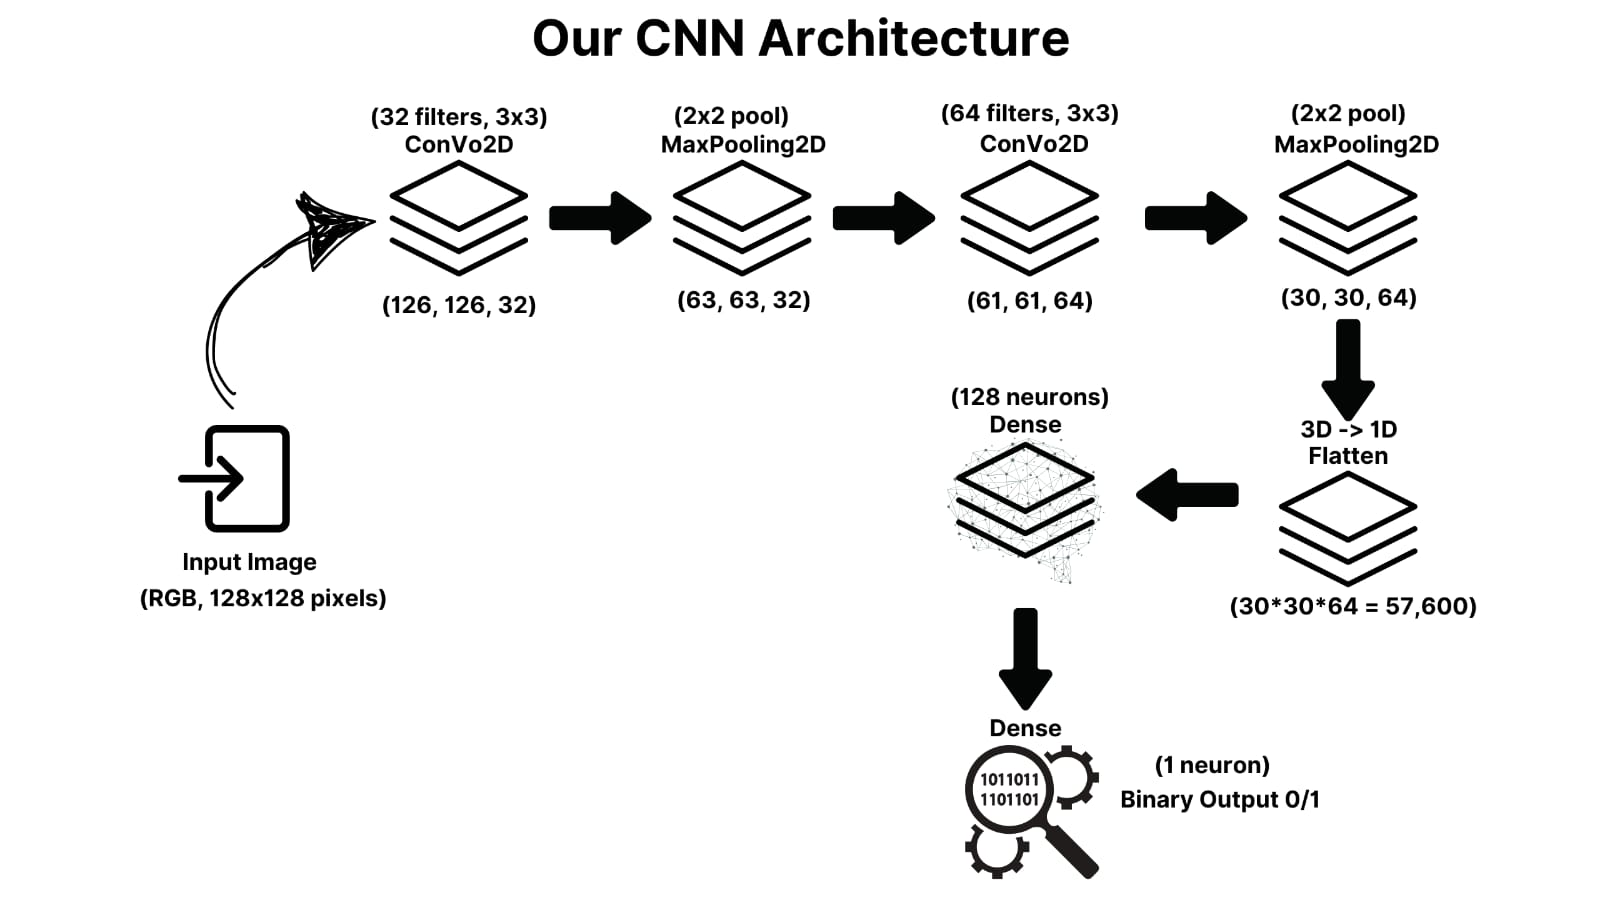 Our CNN Architecture
(32 filters, 3x3)
ConVo2D
(126, 126, 32)
(2x2 pool)
MaxPooling2D
(63, 63, 32)
(64 filters, 3x3)
ConVo2D
(61, 61, 64)
(2x2 pool)
MaxPooling2D
(30, 30, 64)
Input Image
(RGB, 128x128 pixels)
3D -> 1D
Flatten
(30*30*64 = 57,600)
(128 neurons)
Dense
Dense
1011011
1101101
(1 neuron)
Binary Output 0/1